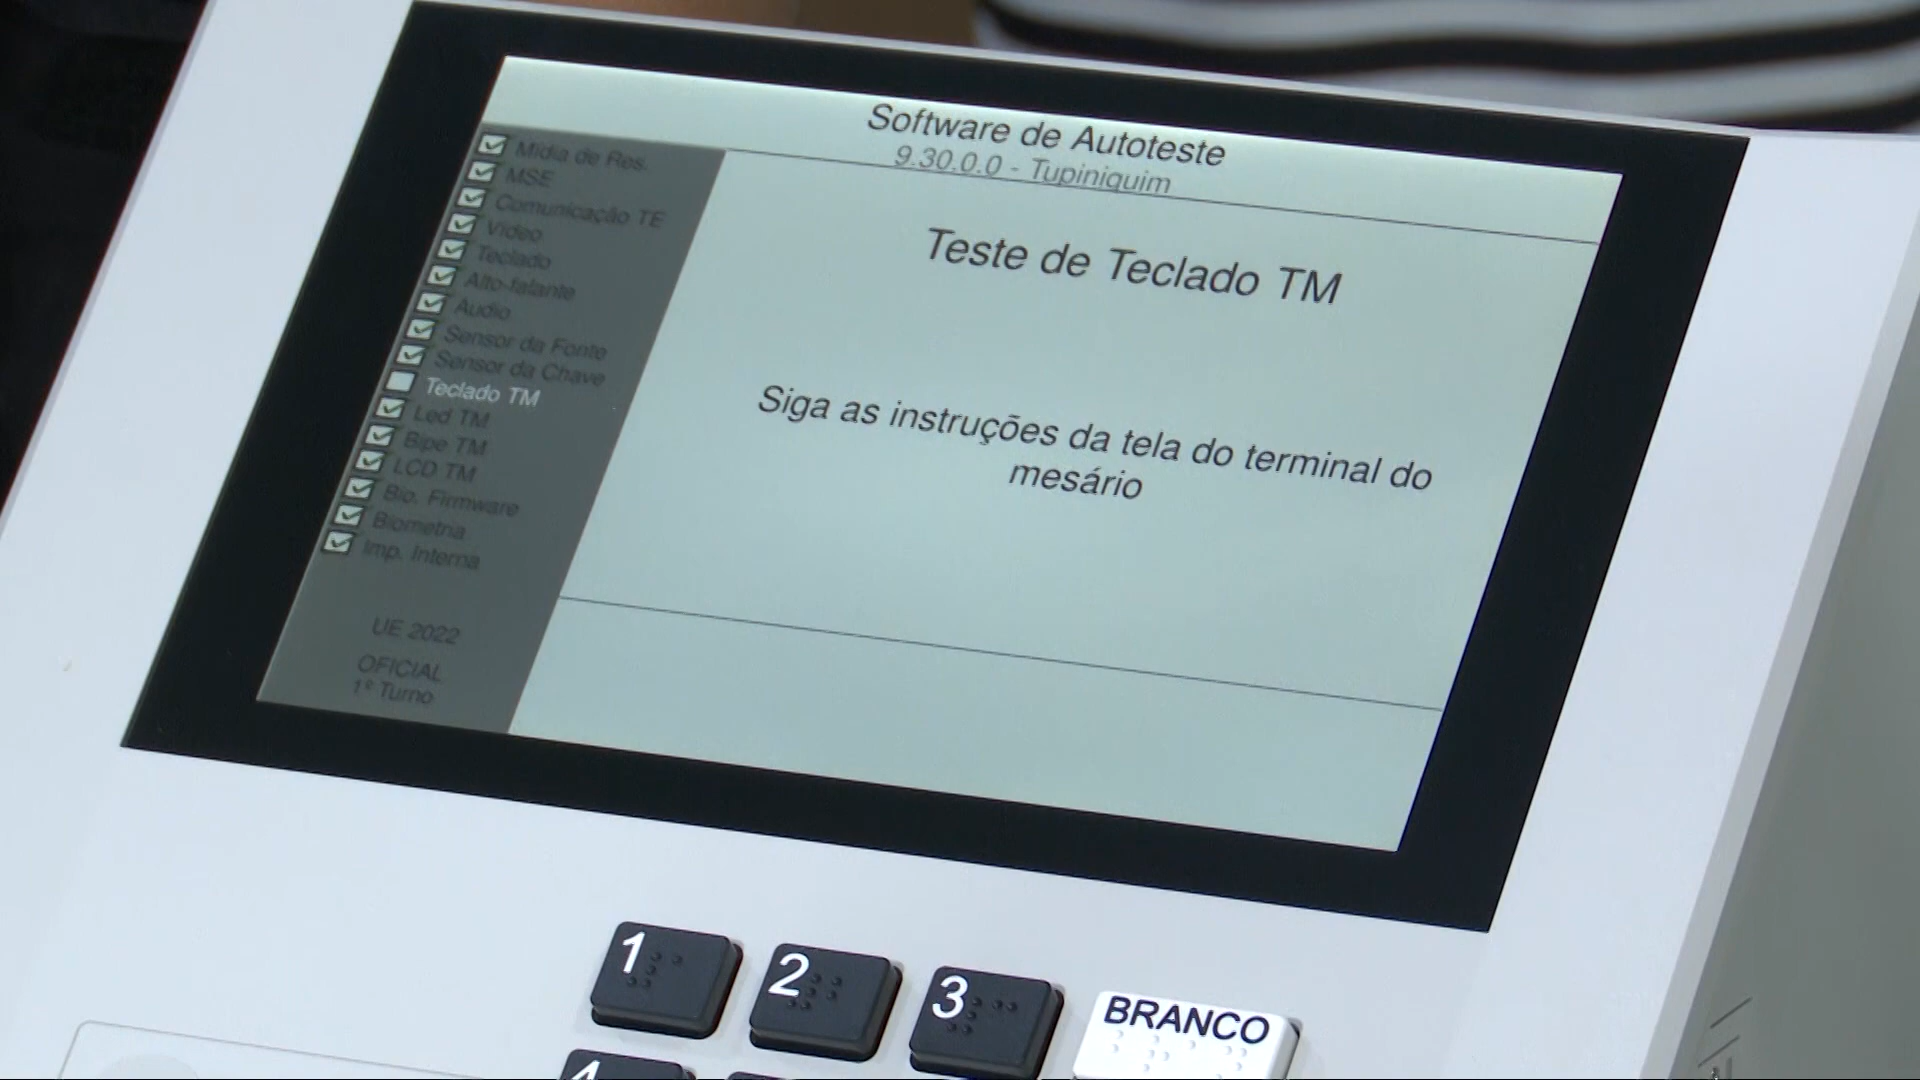 Software de Autoteste
9.30.0.0 - Tupiniquim
Mídia de Res.
MSE
Comunicação TE
Vídeo
Teclado
Alto-falante
Áudio
Sensor da Fonte
Sensor da Chave
Teclado TM
Led TM
Bipe TM
LCD TM
Bio. Firmware
Biometria
Imp. Interna
UE 2022
OFICIAL
1º Turno
Teste de Teclado TM
Siga as instruções da tela do terminal do
mesário
1
2
3
BRANCO
4